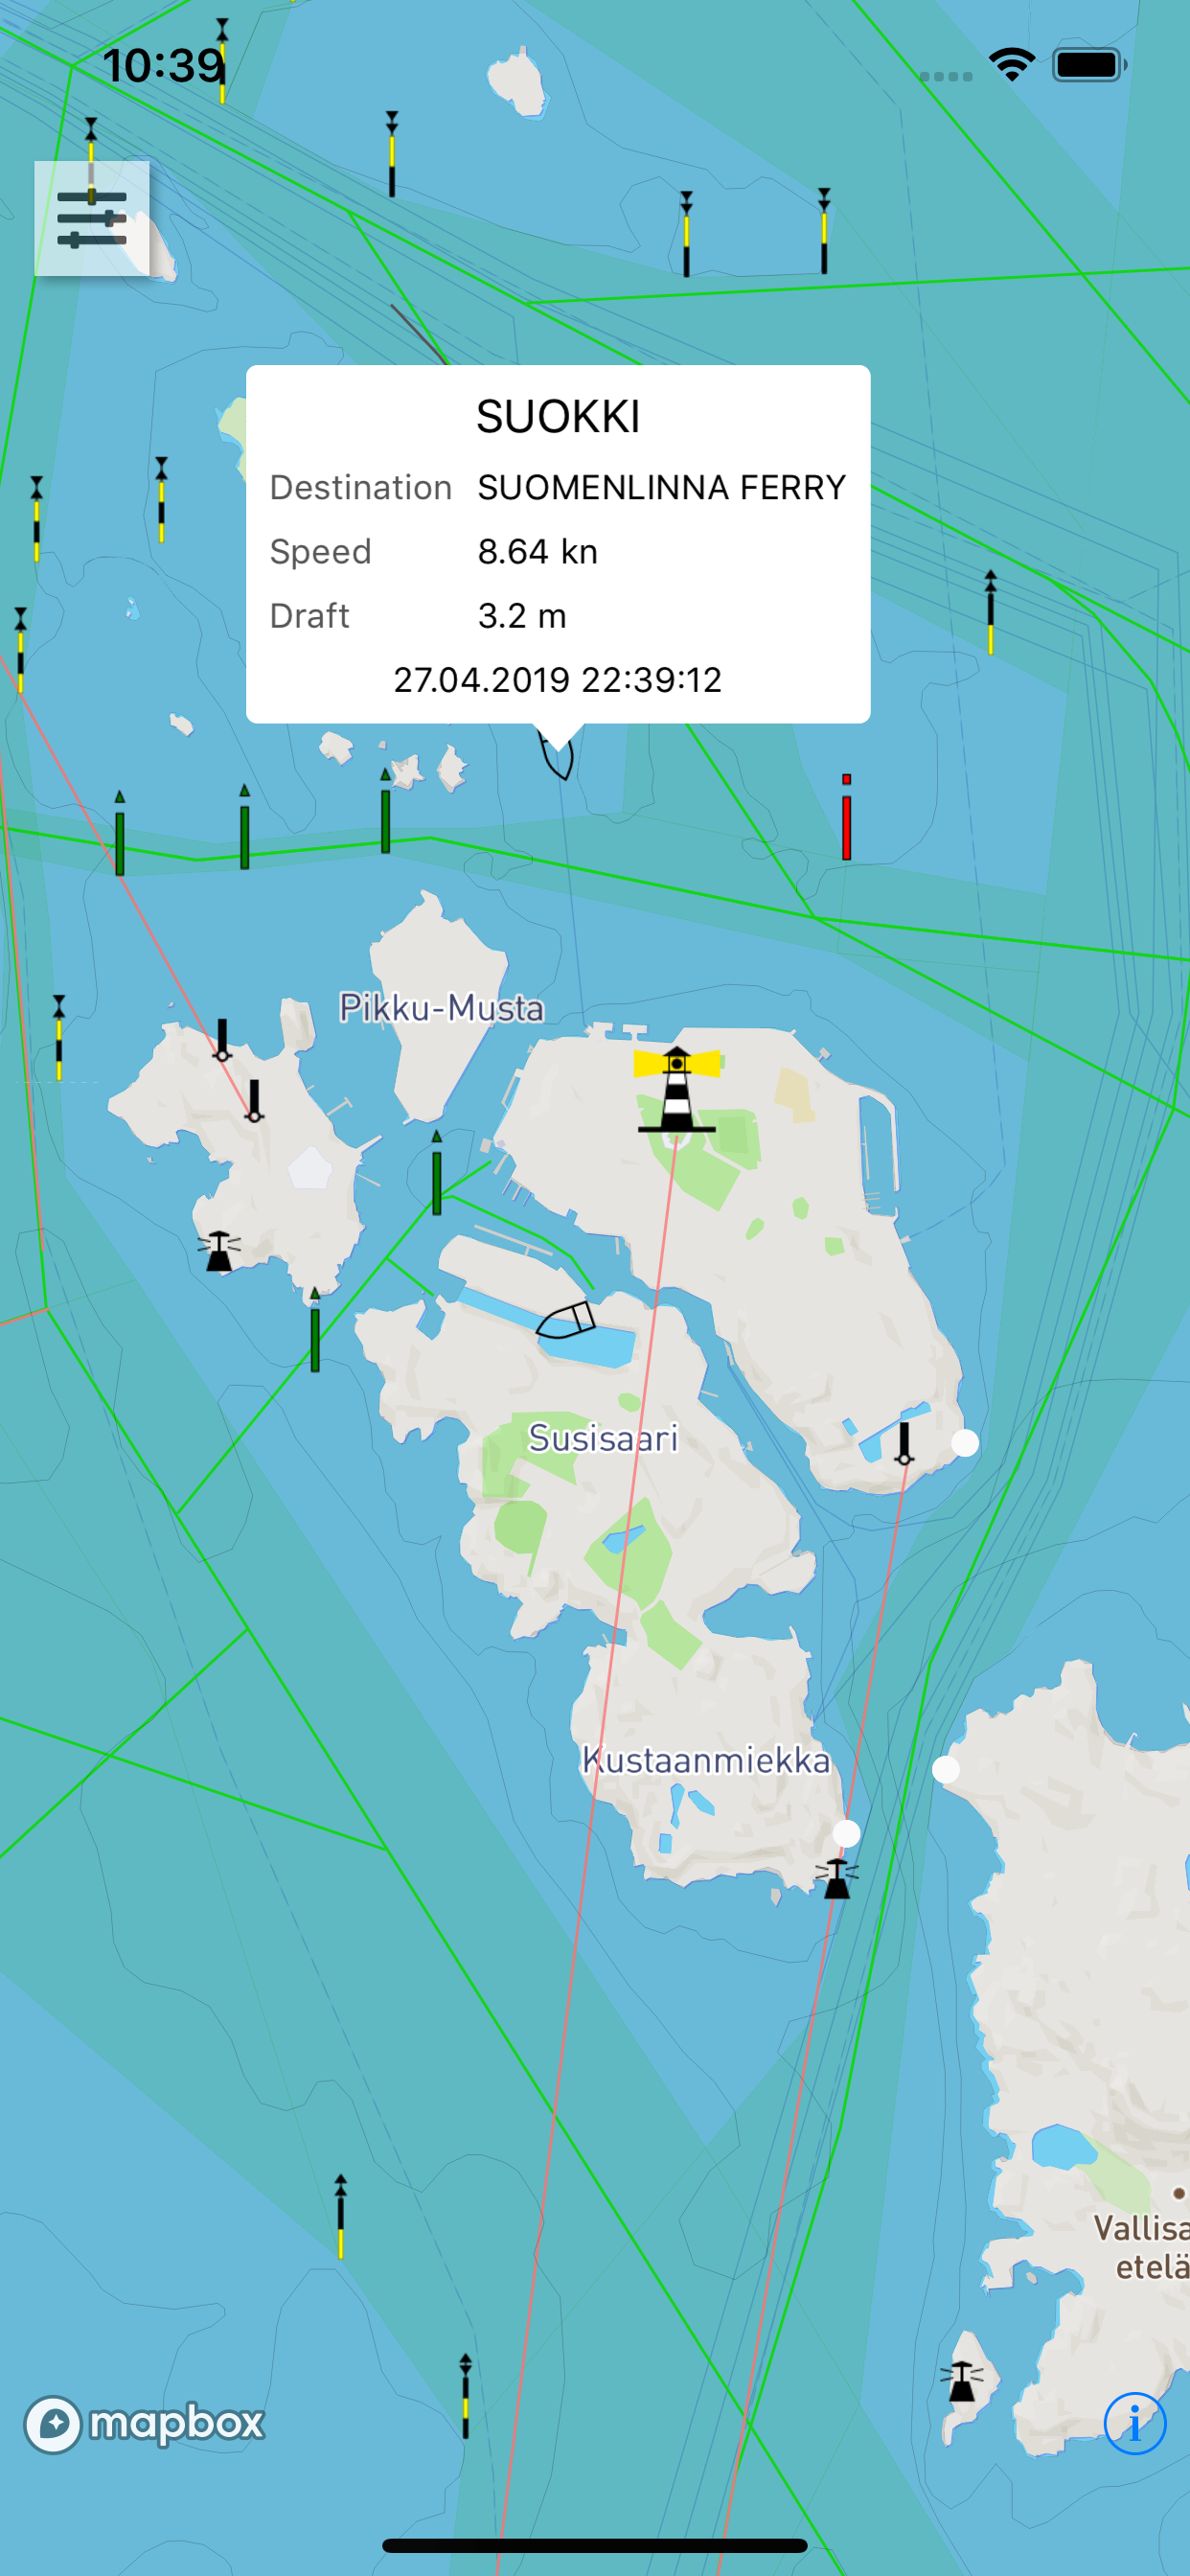 10:39
SUOKKI
Destination SUOMENLINNA FERRY
Speed 8.64 kn
Draft 3.2 m
27.04.2019 22:39:12
Pikku-Musta
Susisaari
Kustaanmiekka
Vallisa
etelä
mapbox
i